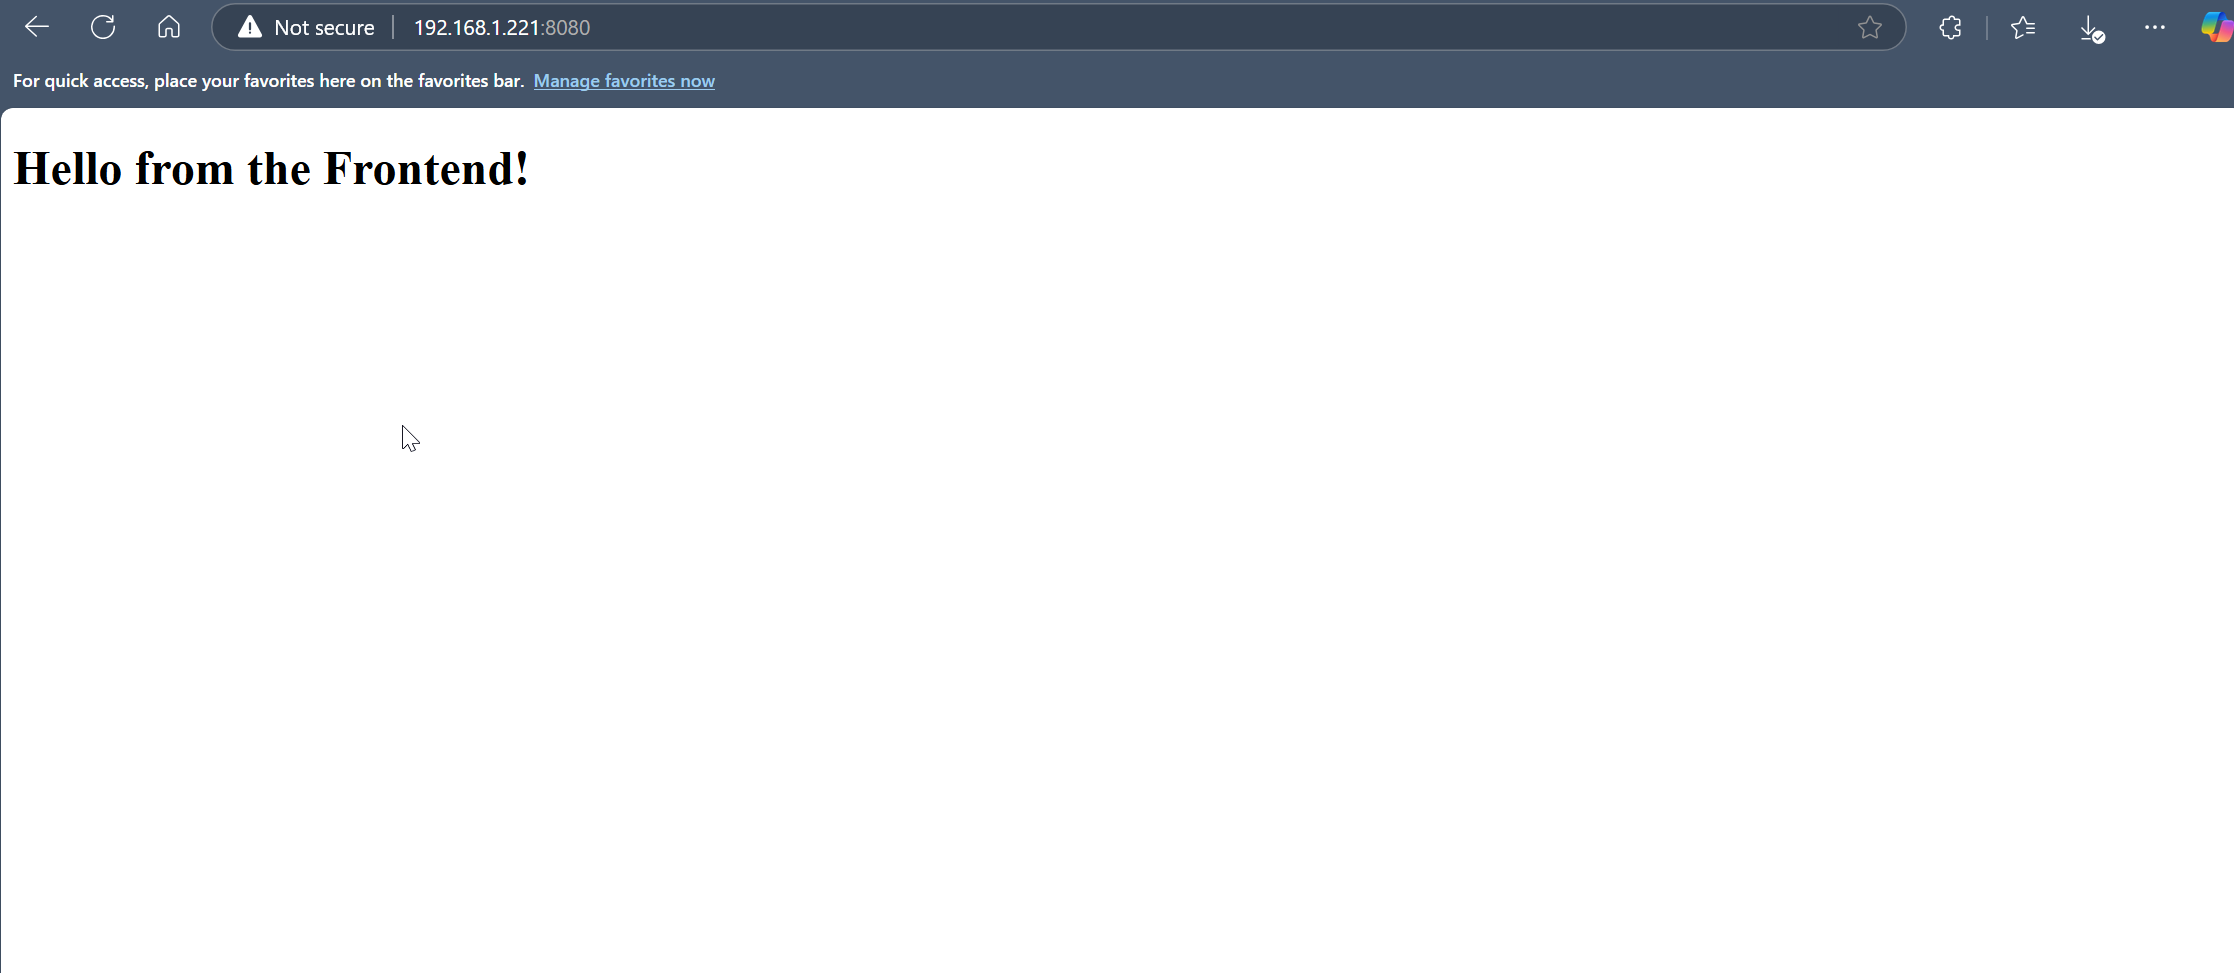 Not secure 192.168.1.221:8080
For quick access, place your favorites here on the favorites bar. Manage favorites now
Hello from the Frontend!